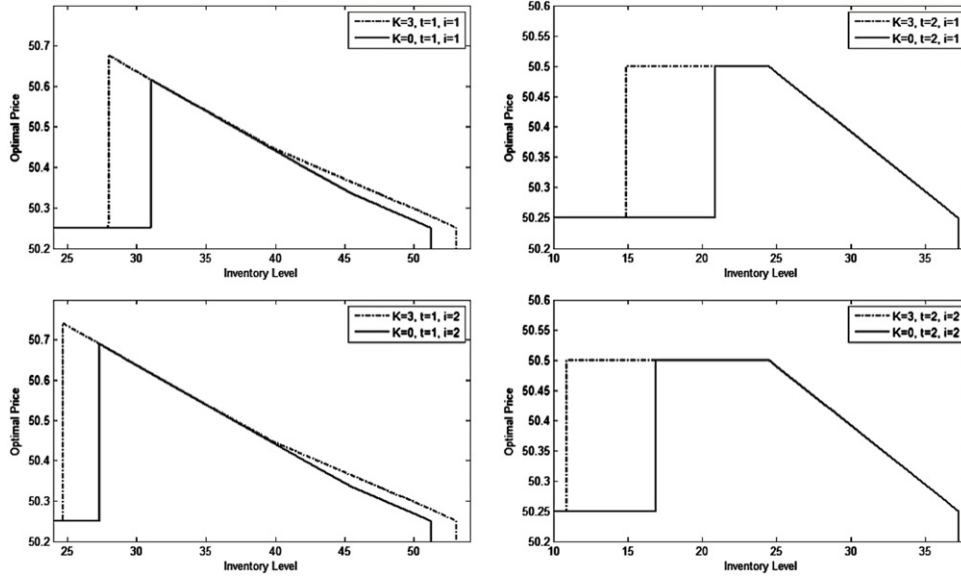 K=3, t=1, i=1
K=0, t=1, i=1
50.7
50.6
50.5
50.4
50.3
50.2
Optimal Price
25 30 35 40 45 50
Inventory Level
K=3, t=2, i=1
K=0, t=2, i=1
50.6
50.55
50.5
50.45
50.4
50.35
50.3
50.25
50.2
Optimal Price
10 15 20 25 30 35
Inventory Level
K=3, t=1, i=2
K=0, t=1, i=2
50.7
50.6
50.5
50.4
50.3
50.2
Optimal Price
25 30 35 40 45 50
Inventory Level
K=3, t=2, i=2
K=0, t=2, i=2
50.6
50.55
50.5
50.45
50.4
50.35
50.3
50.25
50.2
Optimal Price
10 15 20 25 30 35
Inventory Level